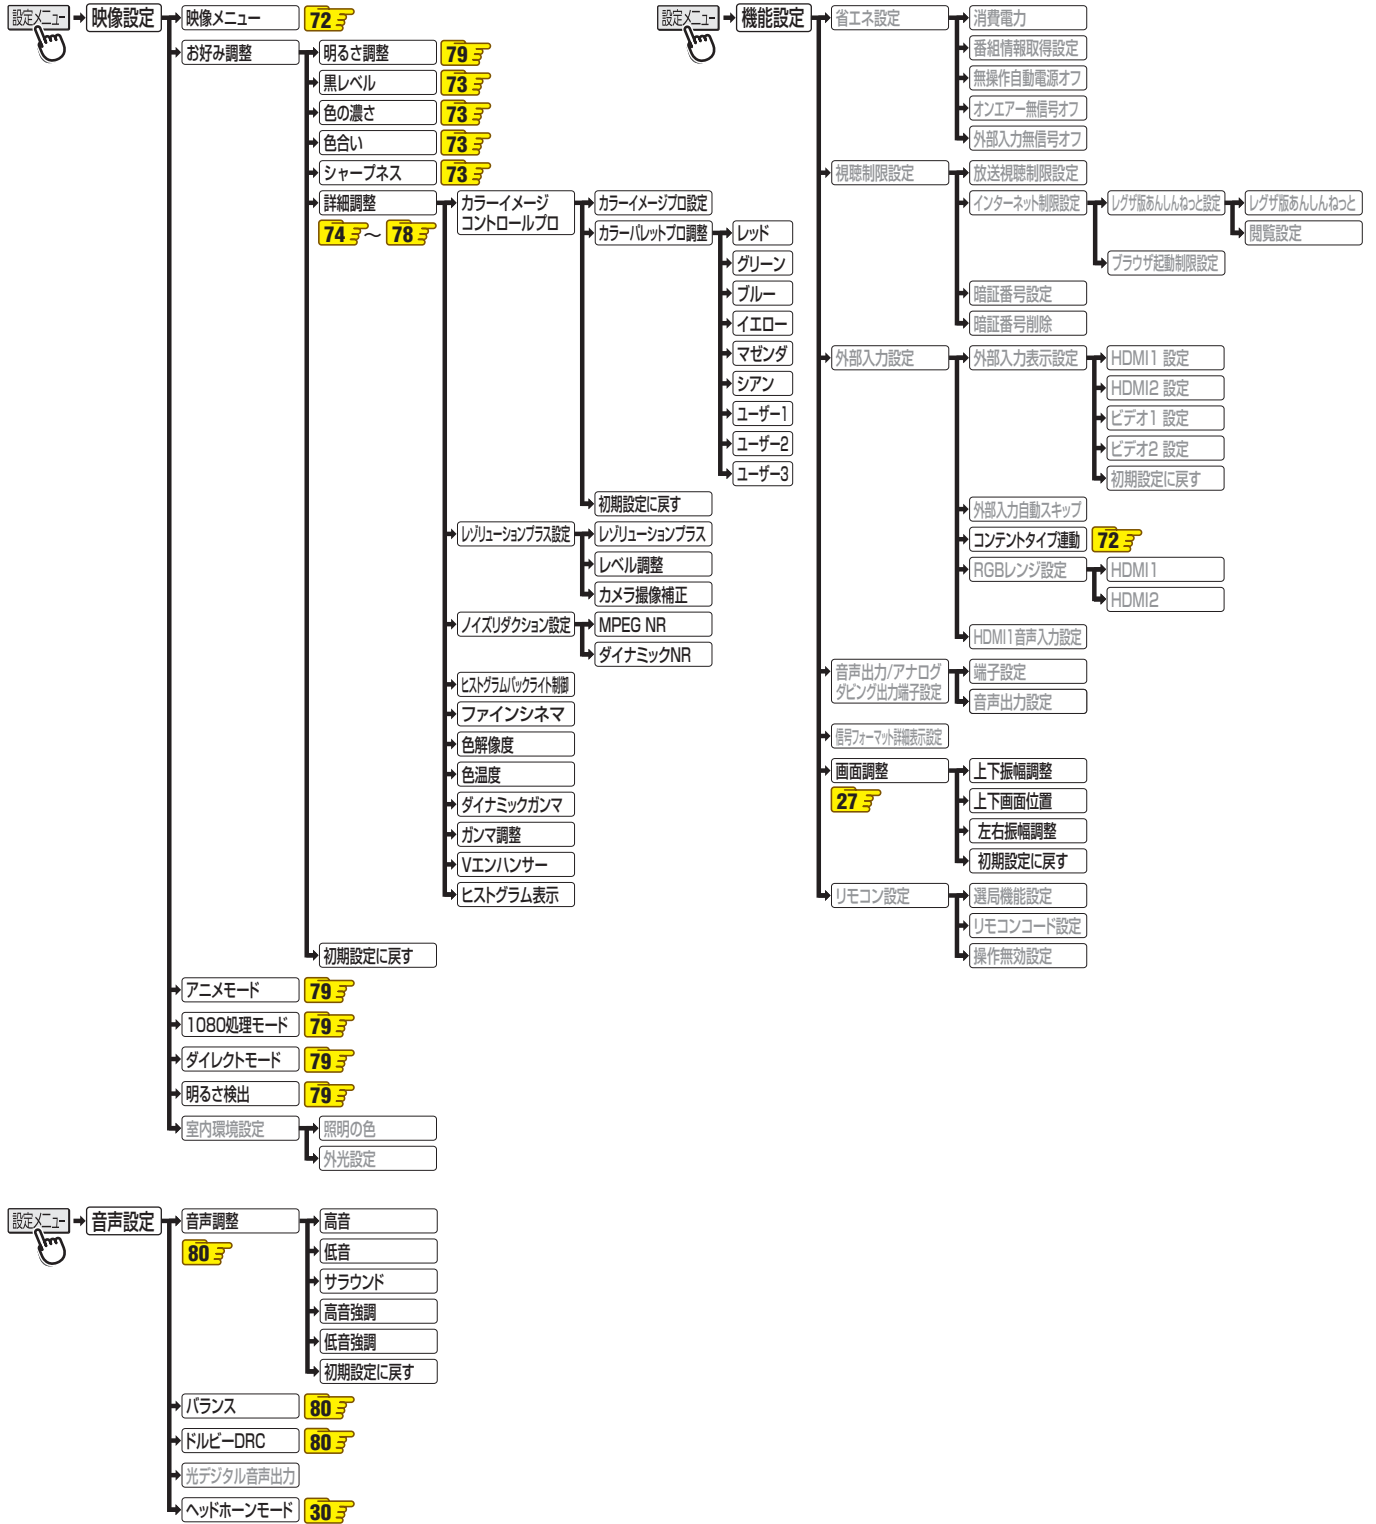 設定メニュー
映像設定
映像メニュー
72
お好み調整
明るさ調整
79
黒レベル
73
色の濃さ
73
色合い
73
シャープネス
73
詳細調整
74 ～ 78
カラーイメージ
コントロールプロ
カラーイメージプロ設定
カラーパレットプロ調整
レッド
グリーン
ブルー
イエロー
マゼンダ
シアン
ユーザー1
ユーザー2
ユーザー3
初期設定に戻す
レゾリューションプラス設定
レゾリューションプラス
レベル調整
カメラ撮像補正
ノイズリダクション設定
MPEG NR
ダイナミックNR
ヒストグラムバックライト制御
ファインシネマ
色解像度
色温度
ダイナミックガンマ
ガンマ調整
Vエンハンサー
ヒストグラム表示
初期設定に戻す
アニメモード
79
1080処理モード
79
ダイレクトモード
79
明るさ検出
79
室内環境設定
照明の色
外光設定
設定メニュー
音声設定
音声調整
80
高音
低音
サラウンド
高音強調
低音強調
初期設定に戻す
バランス
80
ドルビーDRC
80
光デジタル音声出力
ヘッドホーンモード
30
設定メニュー
機能設定
省エネ設定
消費電力
番組情報取得設定
無操作自動電源オフ
オンエアー無信号オフ
外部入力無信号オフ
視聴制限設定
放送視聴制限設定
インターネット制限設定
レグザ版あんしんねっと設定
レグザ版あんしんねっと
閲覧設定
ブラウザ起動制限設定
暗証番号設定
暗証番号削除
外部入力設定
外部入力表示設定
HDMI1 設定
HDMI2 設定
ビデオ1 設定
ビデオ2 設定
初期設定に戻す
外部入力自動スキップ
コンテントタイプ連動
72
RGBレンジ設定
HDMI1
HDMI2
HDMI1音声入力設定
音声出力/アナログ
ダビング出力端子設定
端子設定
音声出力設定
信号フォーマット詳細表示設定
画面調整
27
上下振幅調整
上下画面位置
左右振幅調整
初期設定に戻す
リモコン設定
選局機能設定
リモコンコード設定
操作無効設定